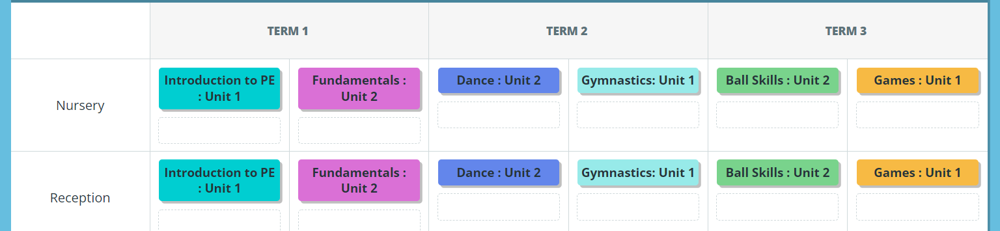 TERM 1 TERM 2 TERM 3
Nursery
Introduction to PE
: Unit 1
Fundamentals :
Unit 2
Dance : Unit 2
Gymnastics: Unit 1
Ball Skills : Unit 2
Games : Unit 1
Reception
Introduction to PE
: Unit 1
Fundamentals :
Unit 2
Dance : Unit 2
Gymnastics: Unit 1
Ball Skills : Unit 2
Games : Unit 1